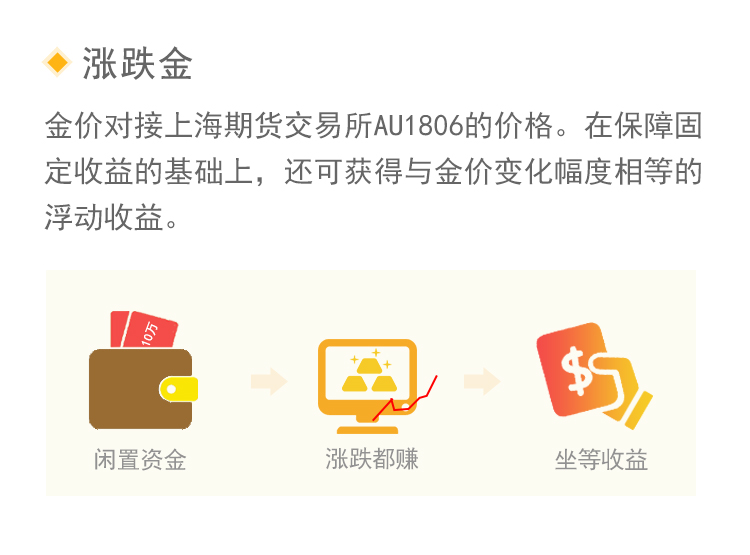 涨跌金
金价对接上海期货交易所AU1806的价格。在保障固
定收益的基础上，还可获得与金价变化幅度相等的
浮动收益。
10万
$
闲置资金
涨跌都赚
坐等收益